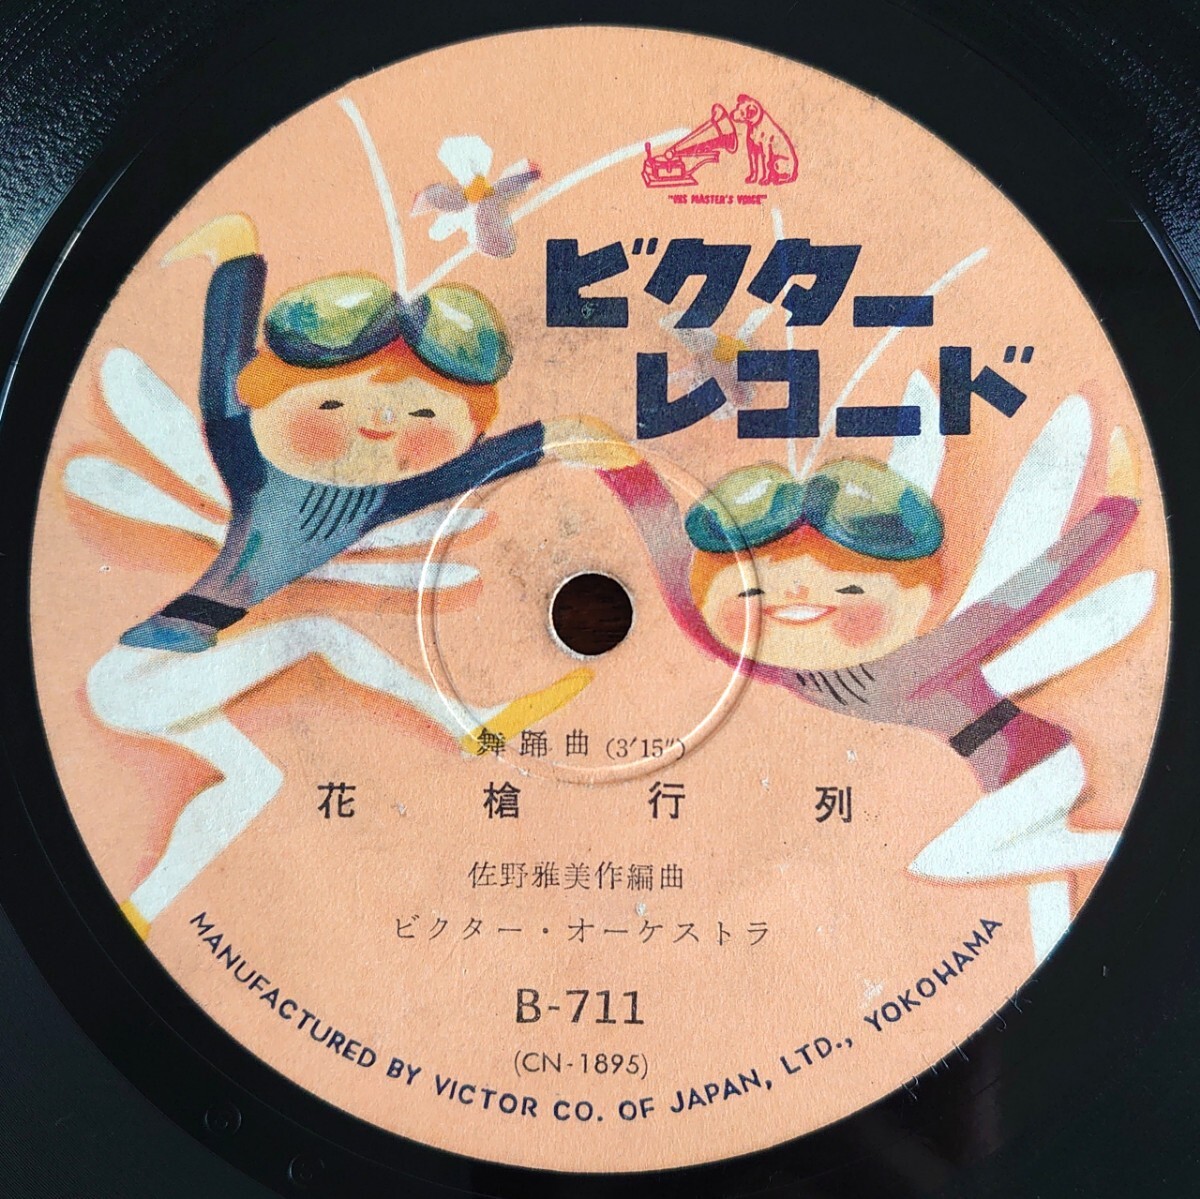 "HIS MASTER'S VOICE"
ビクター
レコード
舞踊曲 (3′15″)
花槍行列
佐野雅美作編曲
ビクター・オーケストラ
B-711
(CN-1895)
MANUFACTURED BY VICTOR CO. OF JAPAN, LTD., YOKOHAMA